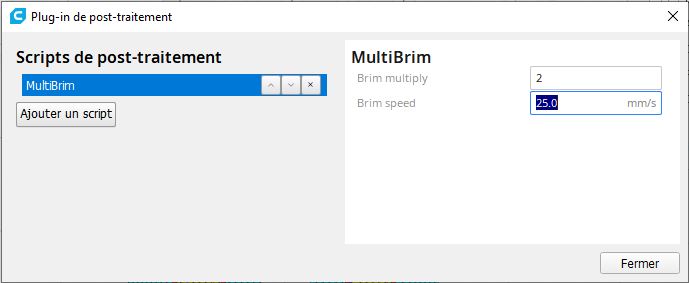 Plug-in de post-traitement
Scripts de post-traitement
MultiBrim
Ajouter un script
MultiBrim
Brim multiply 2
Brim speed 25.0 mm/s
Fermer